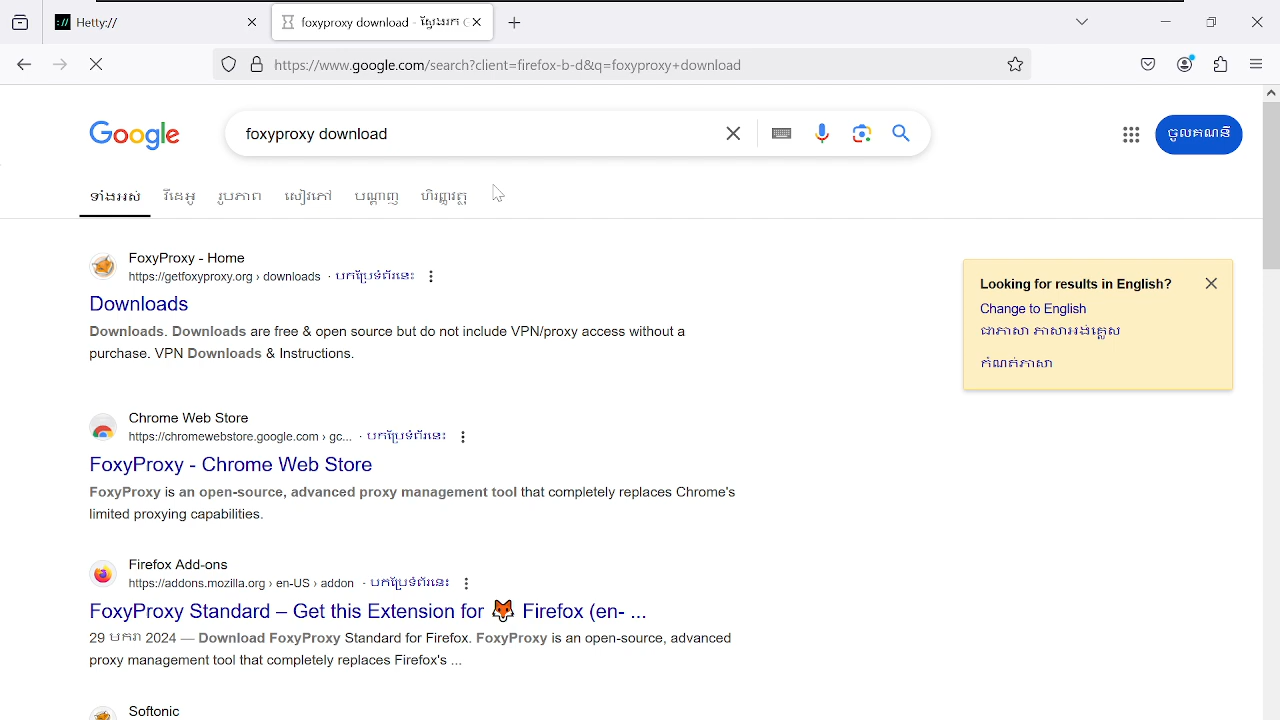 Hetty://
foxyproxy download - ស្វែងរក G
https://www.google.com/search?client=firefox-b-d&q=foxyproxy+download
Google
foxyproxy download
ចូលគណនី
ទាំងអស់ វីដេអូ រូបភាព សៀវភៅ បណ្ដាញ ហិរញ្ញវត្ថុ
FoxyProxy - Home
https://getfoxyproxy.org › downloads · បកប្រែទំព័រនេះ
Downloads
Downloads. Downloads are free & open source but do not include VPN/proxy access without a
purchase. VPN Downloads & Instructions.
Looking for results in English?
Change to English
ជាភាសា ភាសាអង់គ្លេស
កំណត់ភាសា
Chrome Web Store
https://chromewebstore.google.com › gc... · បកប្រែទំព័រនេះ
FoxyProxy - Chrome Web Store
FoxyProxy is an open-source, advanced proxy management tool that completely replaces Chrome's
limited proxying capabilities.
Firefox Add-ons
https://addons.mozilla.org › en-US › addon · បកប្រែទំព័រនេះ
FoxyProxy Standard – Get this Extension for 🦊 Firefox (en- ...
29 មករា 2024 — Download FoxyProxy Standard for Firefox. FoxyProxy is an open-source, advanced
proxy management tool that completely replaces Firefox's ...
Softonic